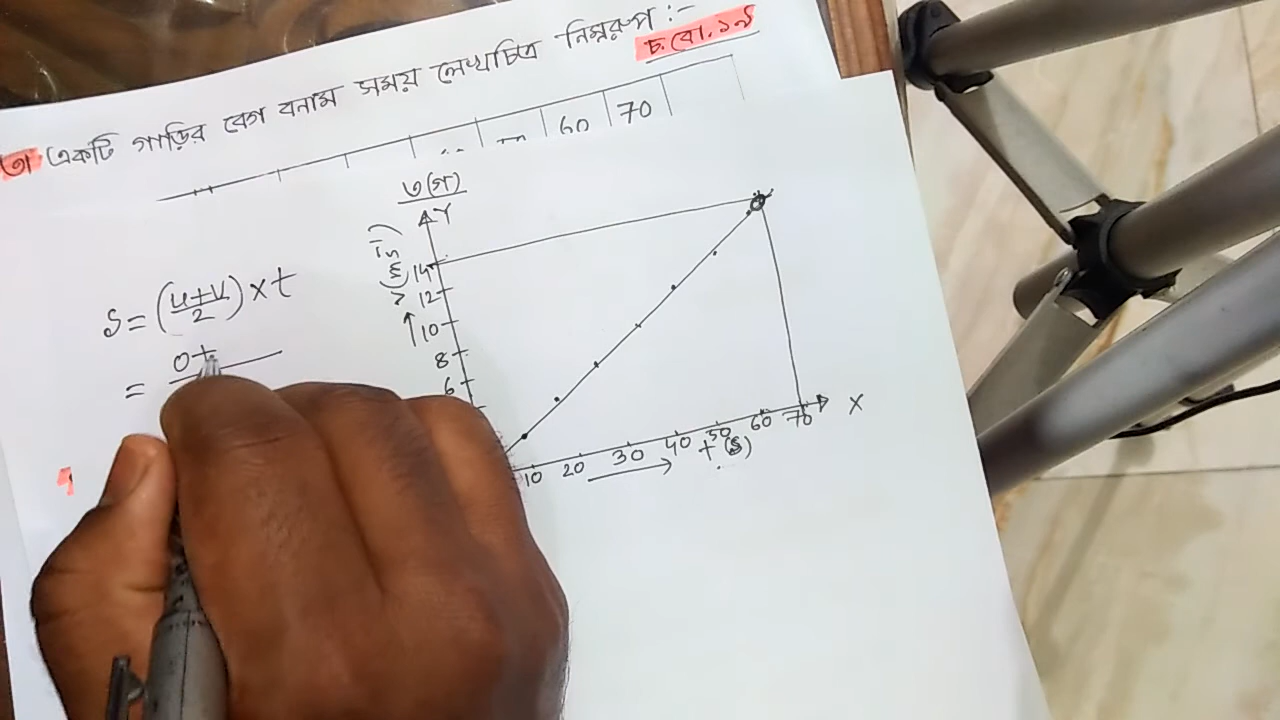 ৩। একটি গাড়ির বেগ বনাম সময় লেখচিত্র নিম্নরূপ :-
চ.বো. ১৭
60 70
৩(গ)
Y
S = (u+v/2) x t
= 0+
14
12
10
8
6
10 20 30 40 50 60 70 X
t (s)